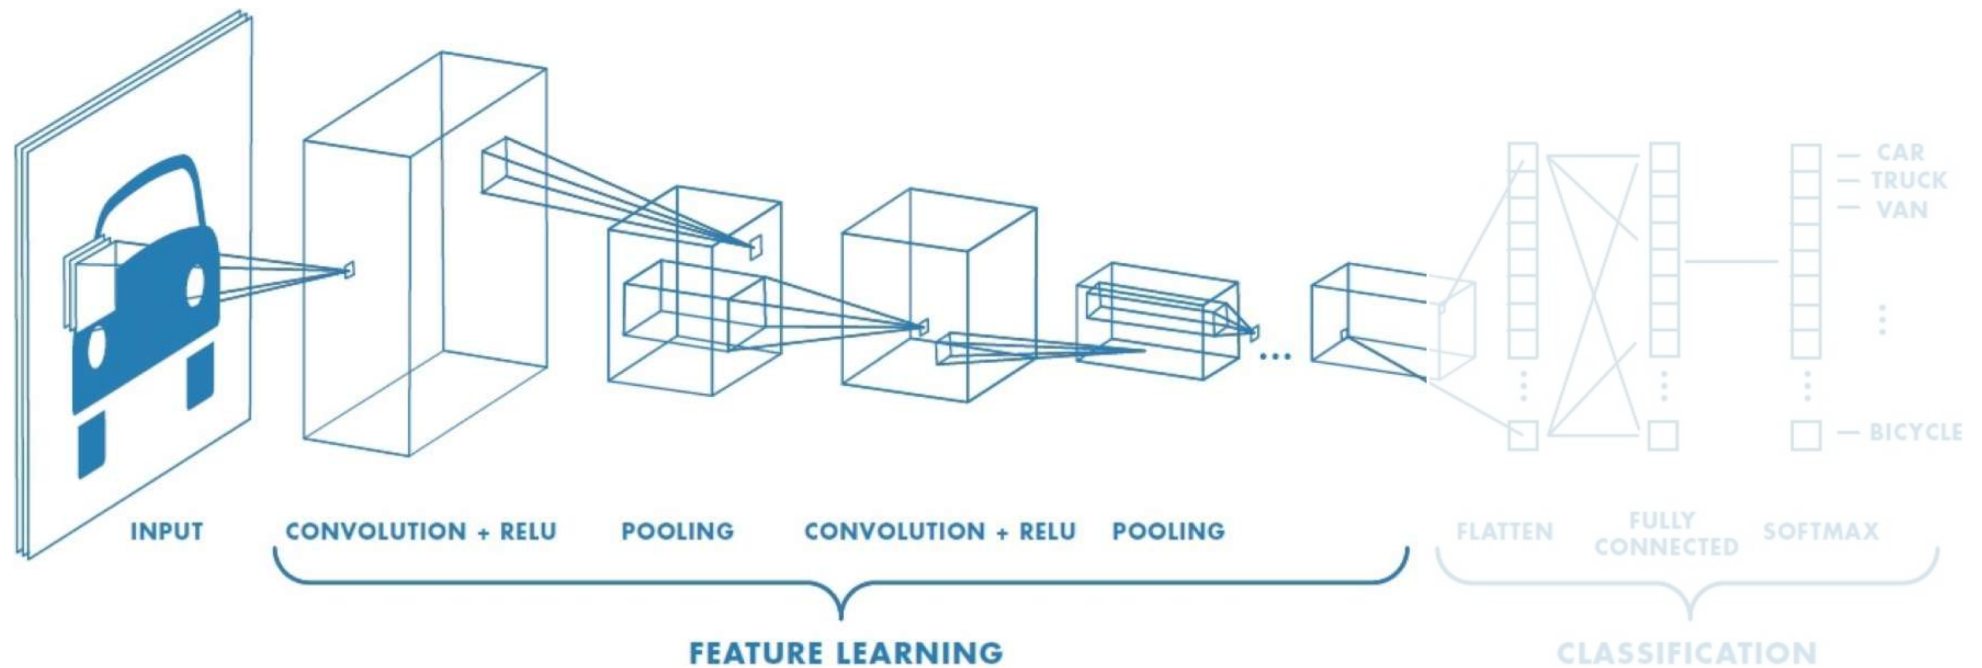 CAR
TRUCK
VAN
BICYCLE
INPUT
CONVOLUTION + RELU
POOLING
CONVOLUTION + RELU
POOLING
FLATTEN
FULLY
CONNECTED
SOFTMAX
FEATURE LEARNING
CLASSIFICATION